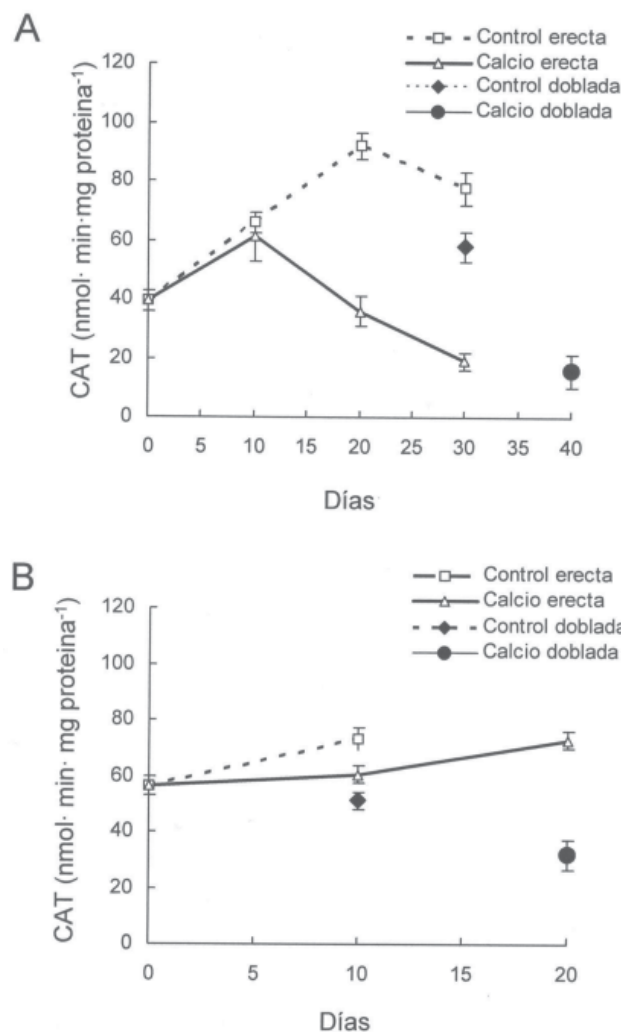 A
Control erecta
Calcio erecta
Control doblada
Calcio doblada
CAT (nmol· min·mg proteina⁻¹)
120
100
80
60
40
20
0
0 5 10 15 20 25 30 35 40
Días
B
Control erecta
Calcio erecta
Control doblada
Calcio doblada
CAT (nmol· min· mg proteina⁻¹)
120
100
80
60
40
20
0
0 5 10 15 20
Días